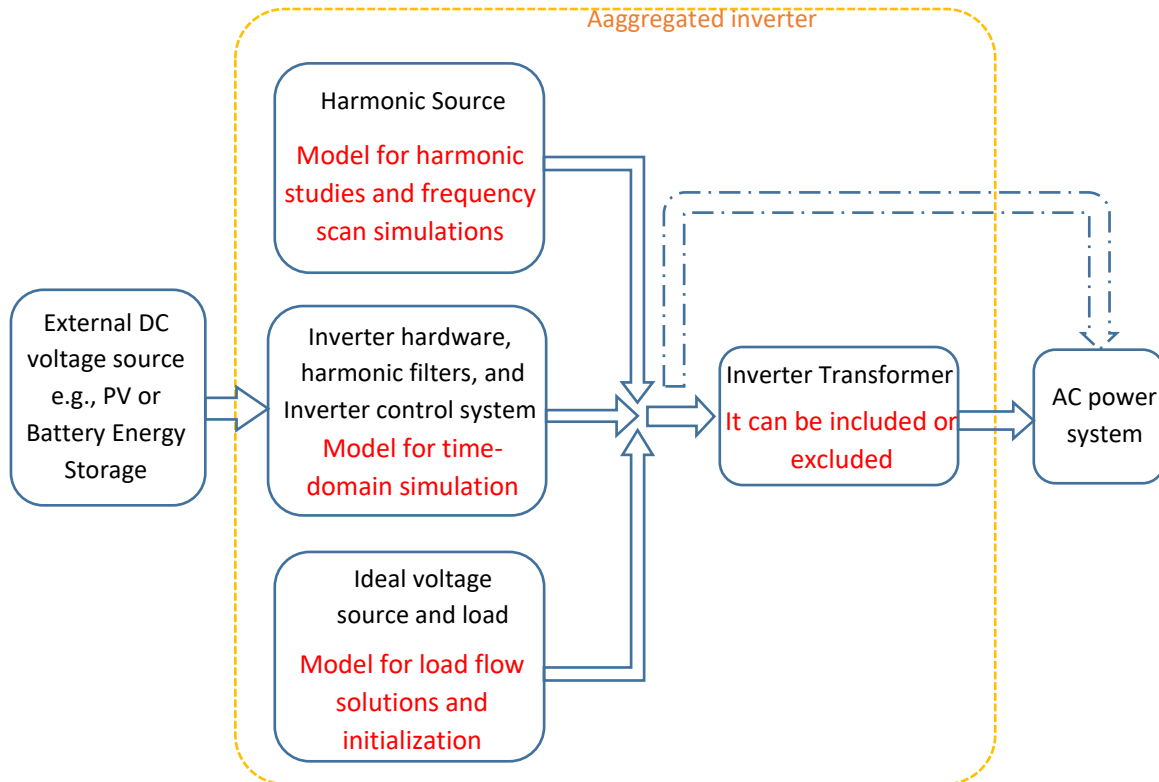 Aaggregated inverter
Harmonic Source
Model for harmonic
studies and frequency
scan simulations
External DC
voltage source
e.g., PV or
Battery Energy
Storage
Inverter hardware,
harmonic filters, and
Inverter control system
Model for time-
domain simulation
Inverter Transformer
It can be included or
excluded
AC power
system
Ideal voltage
source and load
Model for load flow
solutions and
initialization